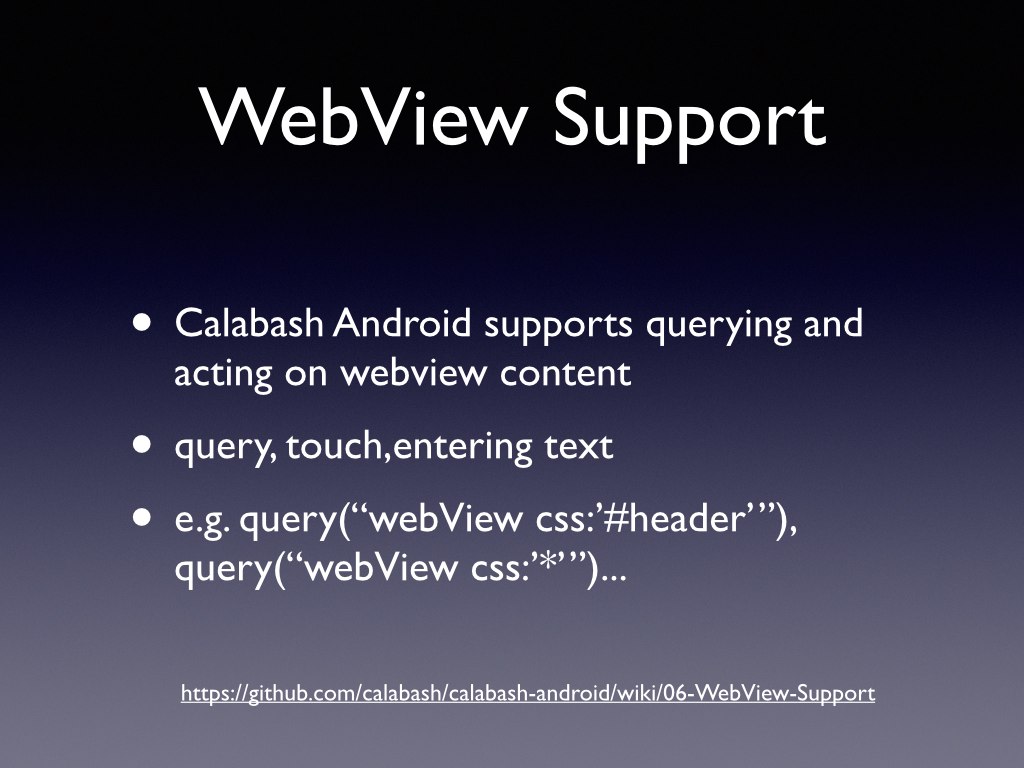 WebView Support
• Calabash Android supports querying and
acting on webview content
• query, touch,entering text
• e.g. query(“webView css:’#header’”),
query(“webView css:’*’”)...
https://github.com/calabash/calabash-android/wiki/06-WebView-Support